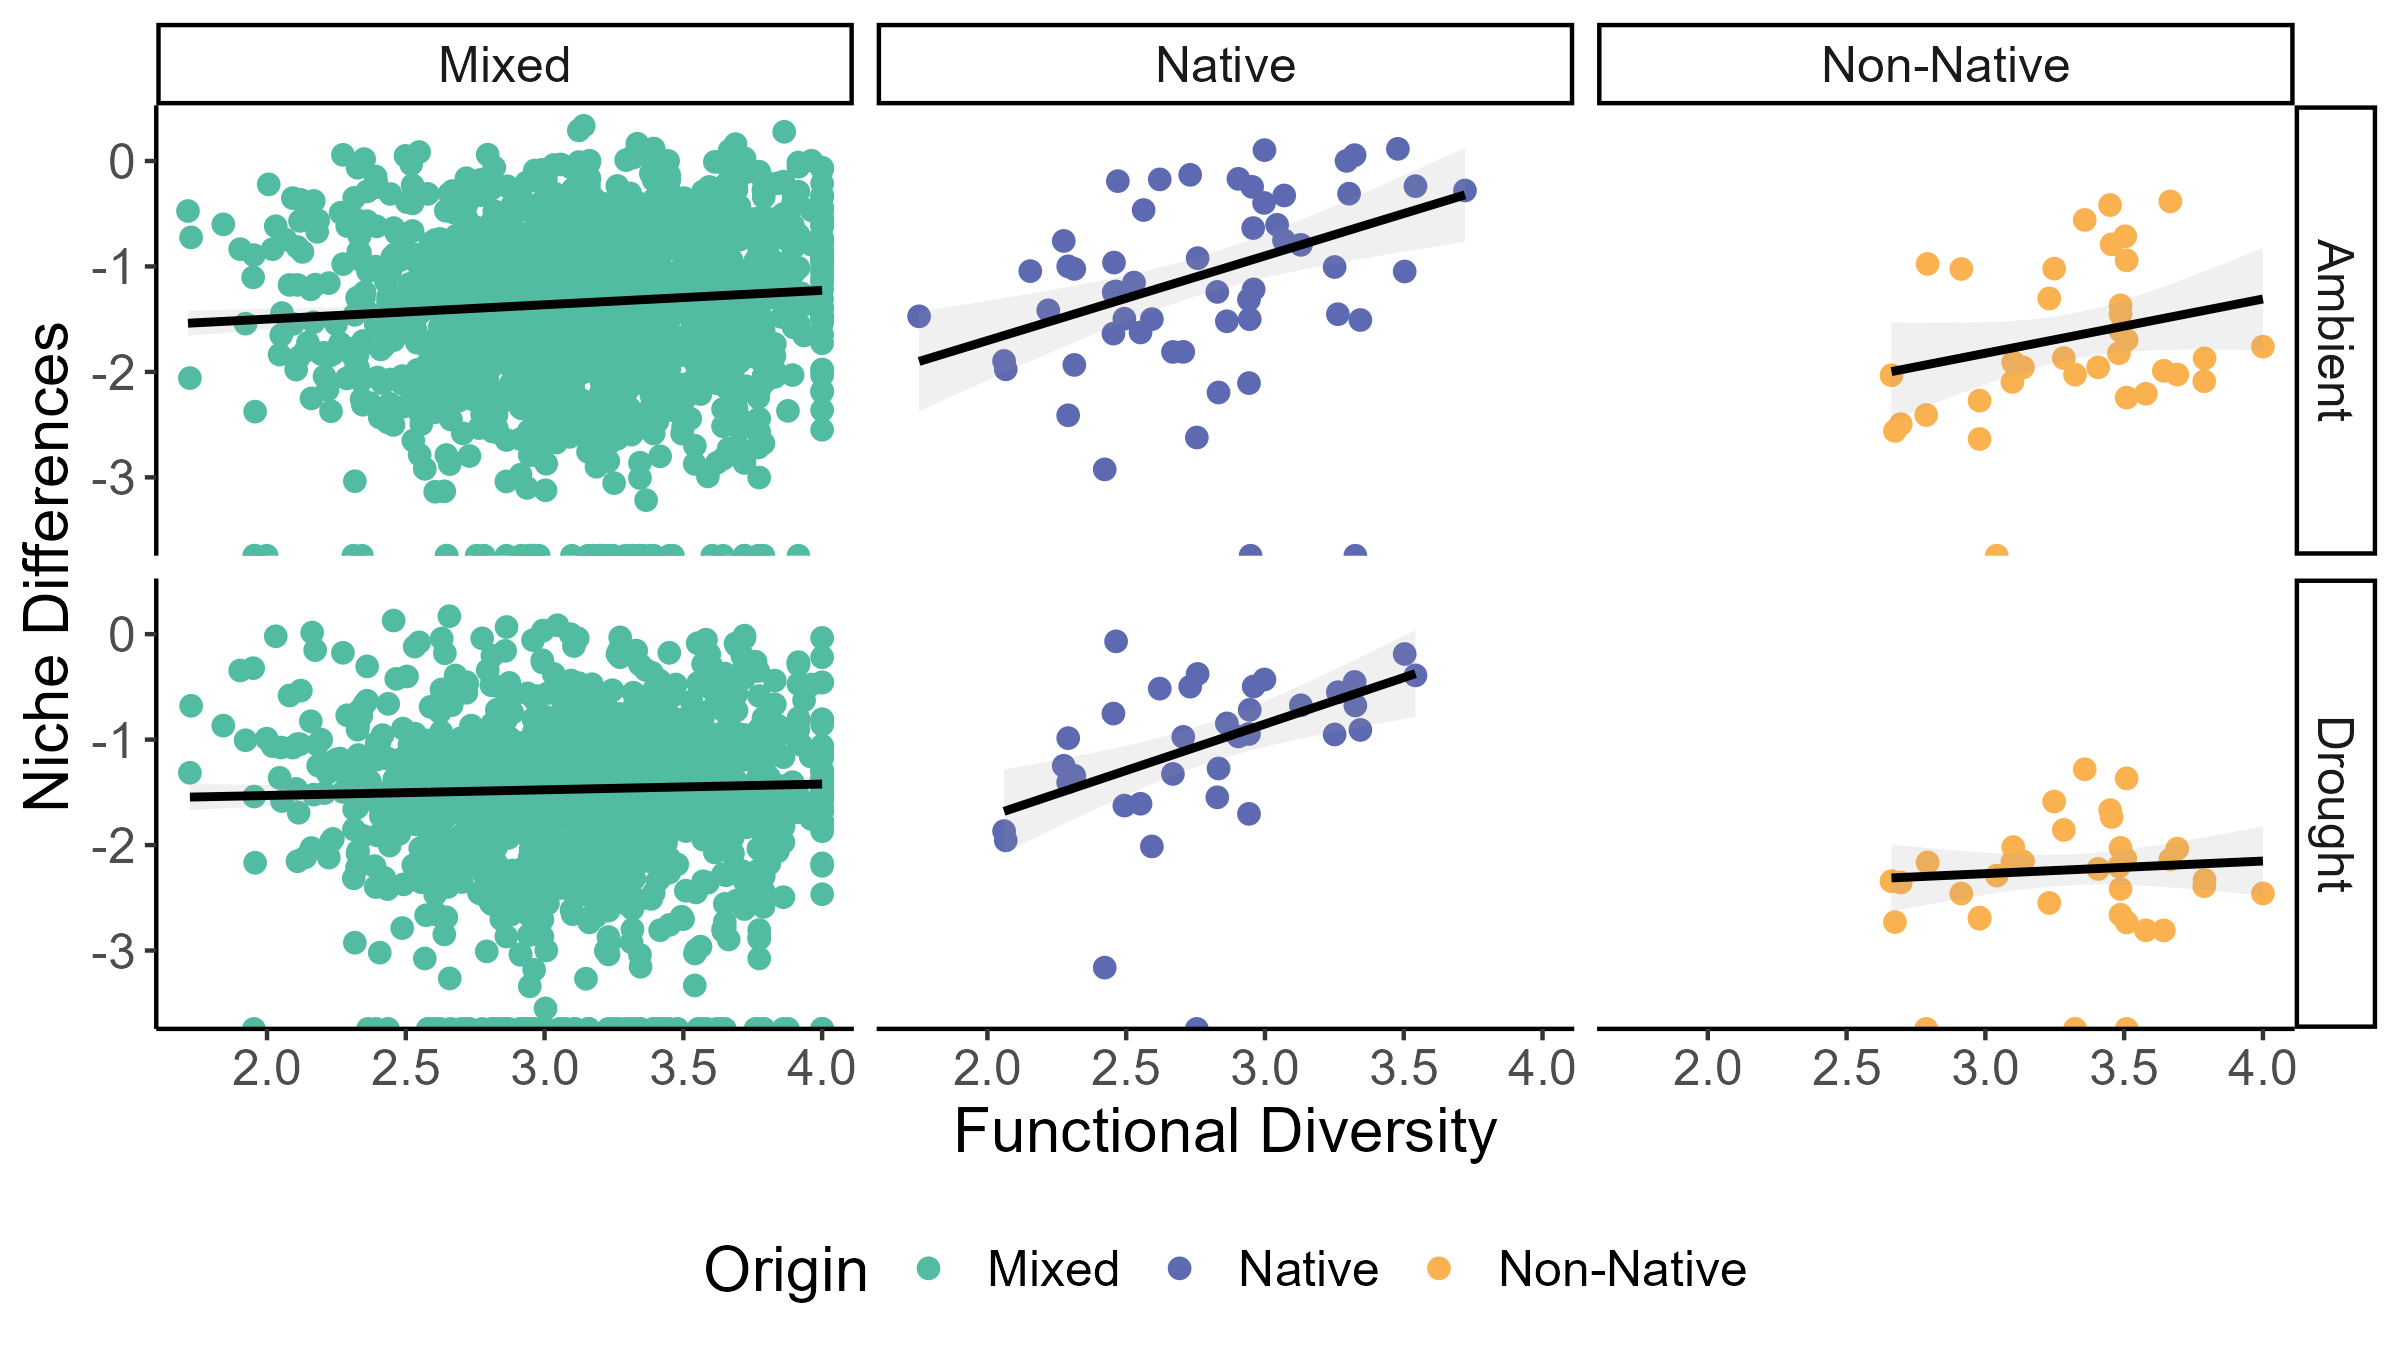 Mixed Native Non-Native
0
-1
-2
-3
Ambient
Niche Differences
0
-1
-2
-3
Drought
2.0 2.5 3.0 3.5 4.0 2.0 2.5 3.0 3.5 4.0 2.0 2.5 3.0 3.5 4.0
Functional Diversity
Origin Mixed Native Non-Native